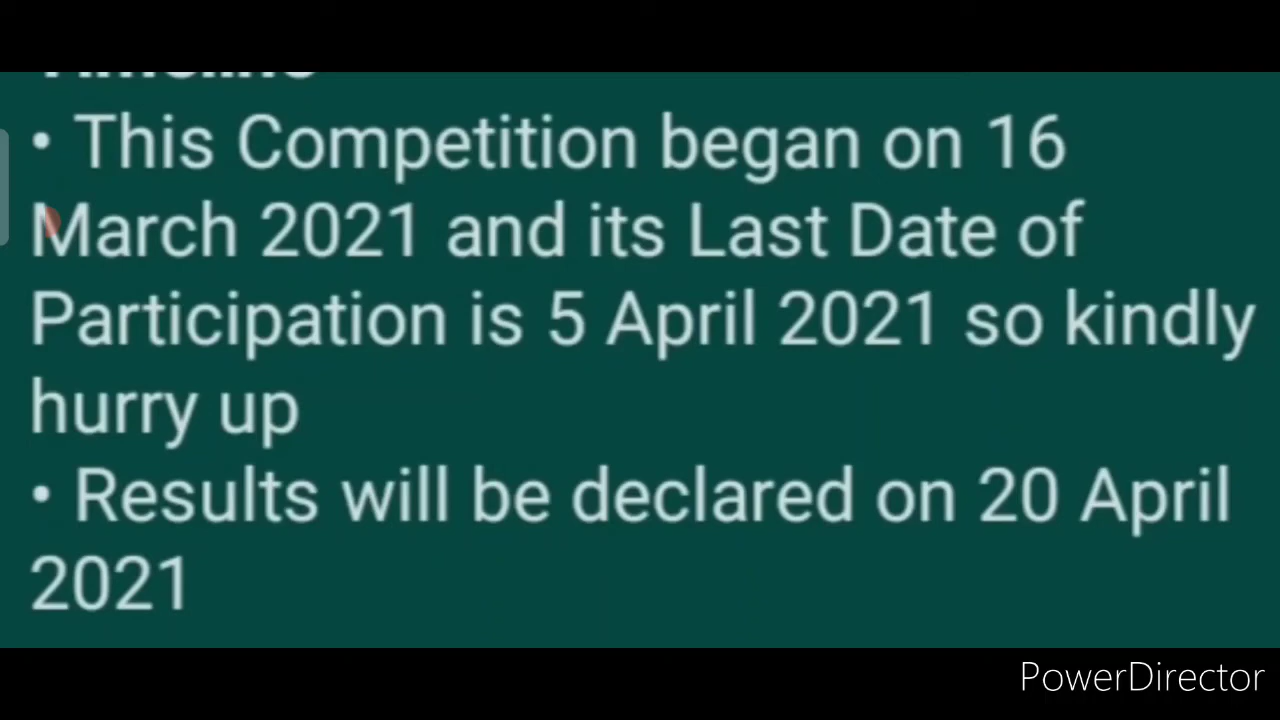 Timeline
• This Competition began on 16
March 2021 and its Last Date of
Participation is 5 April 2021 so kindly
hurry up
• Results will be declared on 20 April
2021
PowerDirector